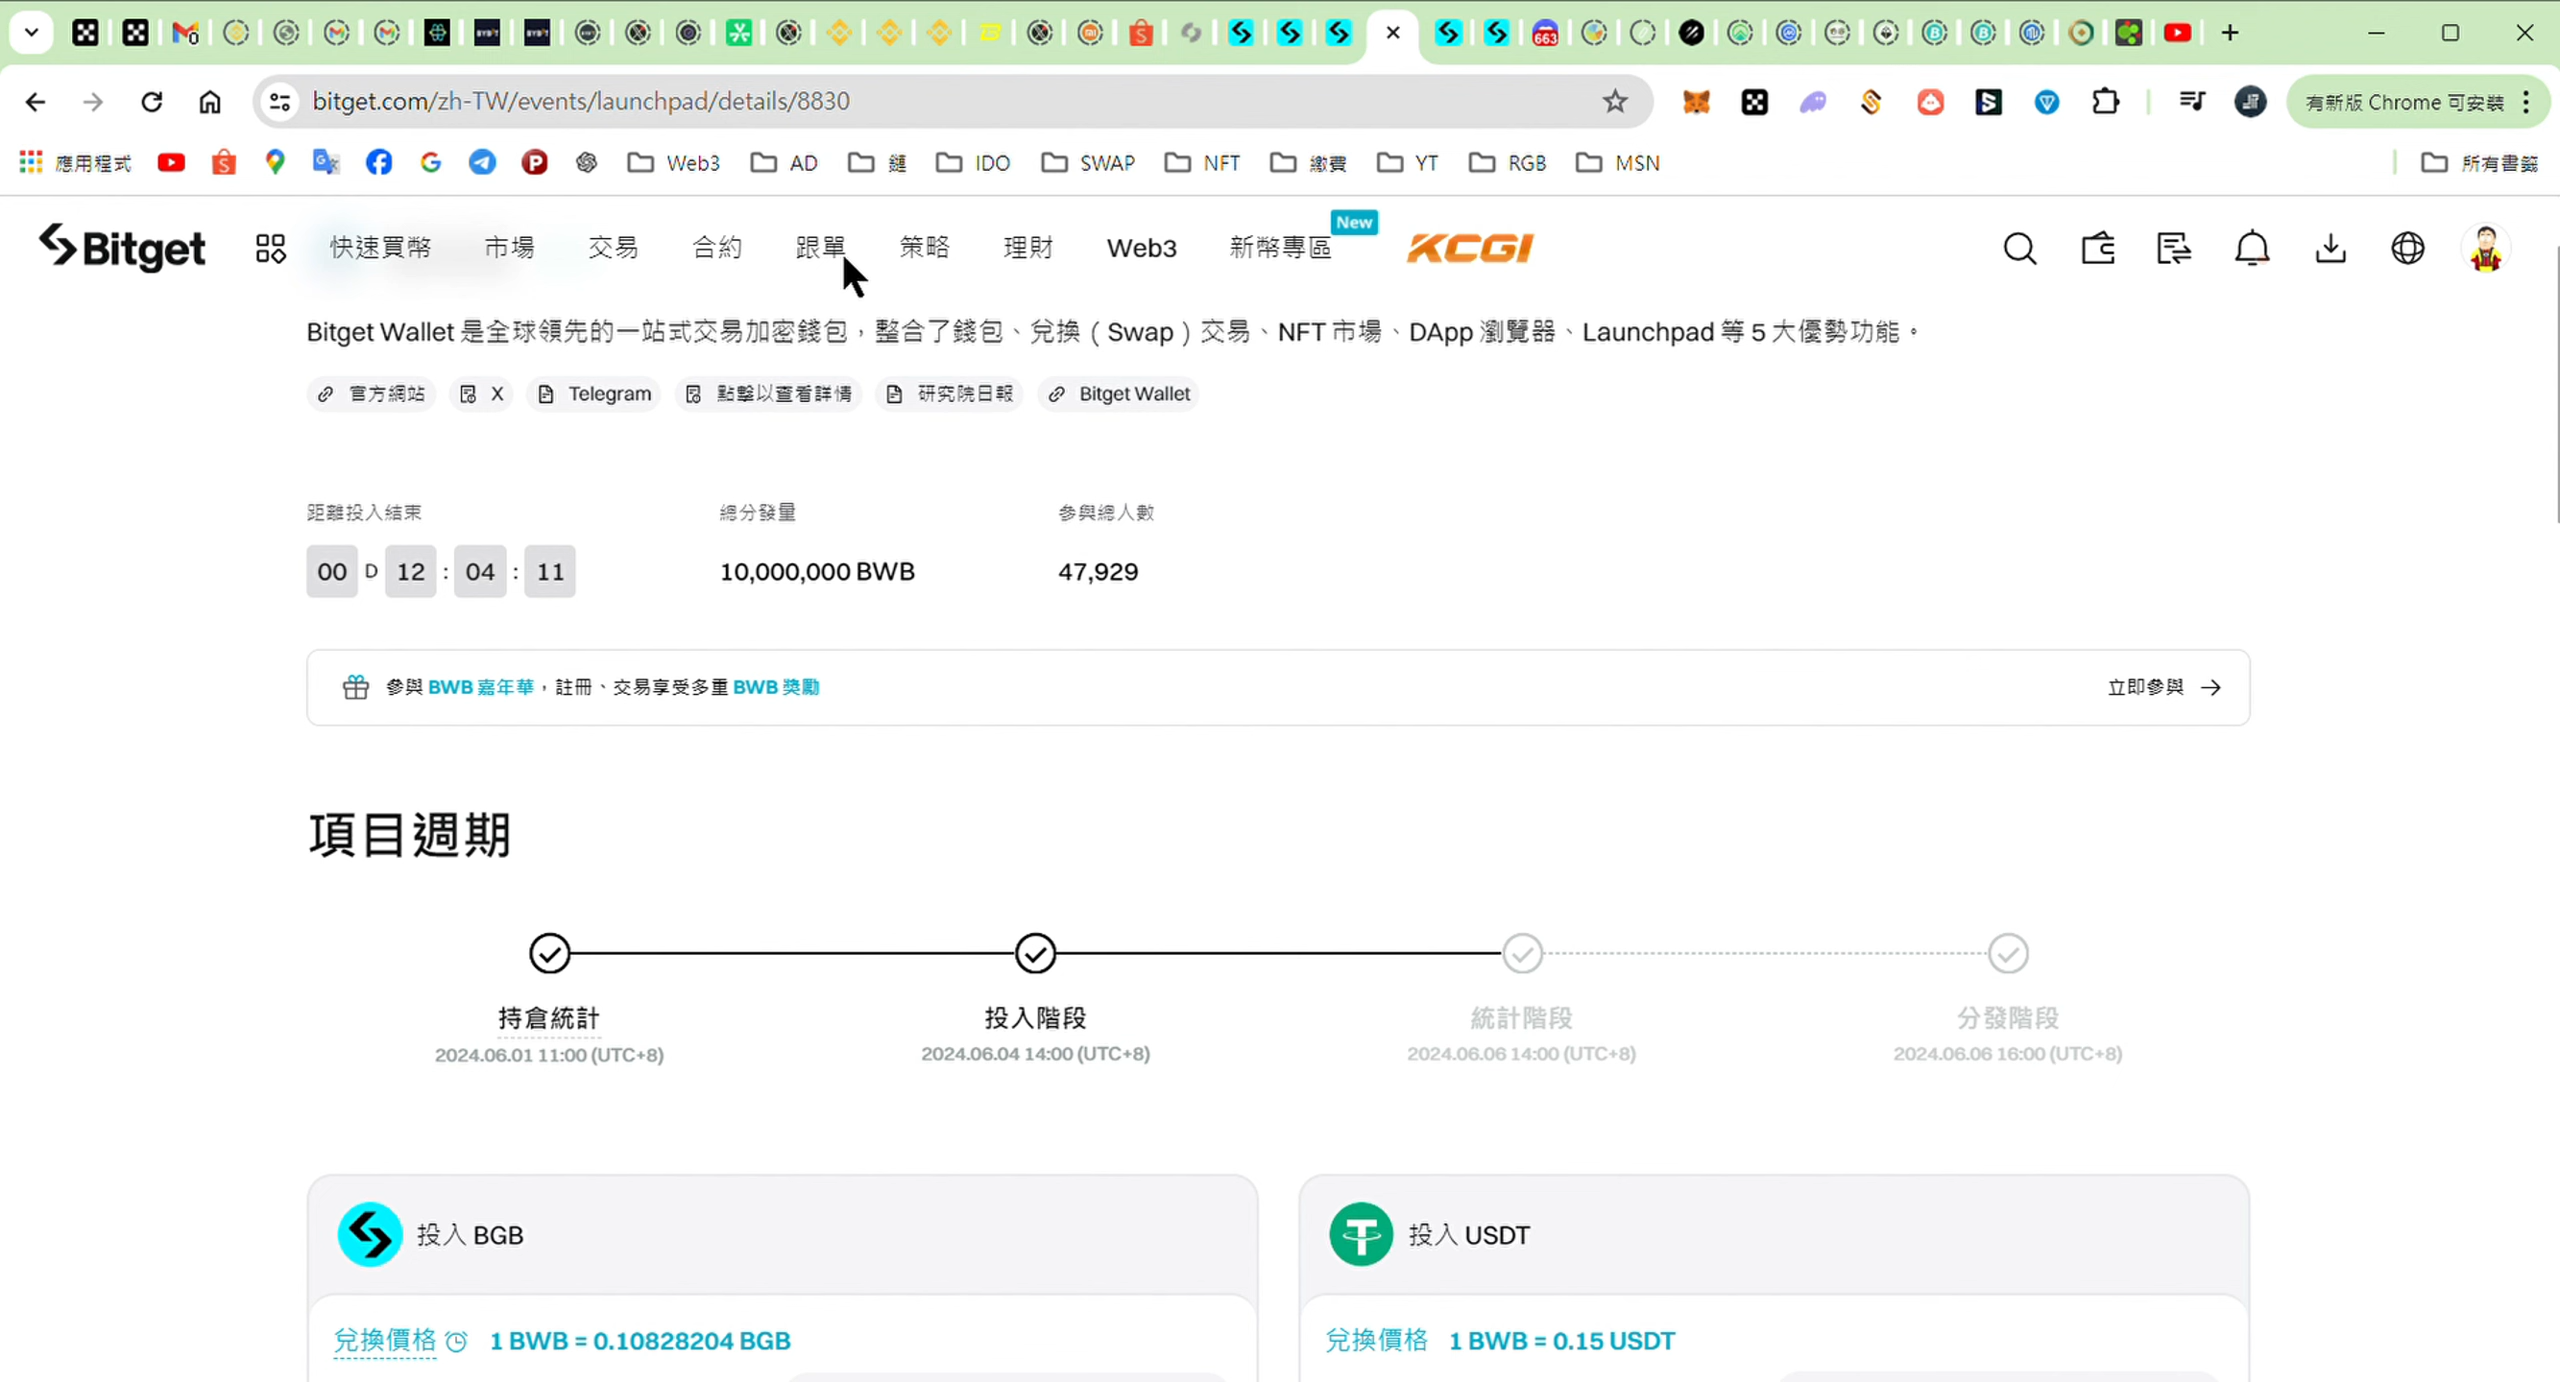 bitget.com/zh-TW/events/launchpad/details/8830
有新版 Chrome 可安裝
應用程式
Web3
AD
鏈
IDO
SWAP
NFT
繳費
YT
RGB
MSN
所有書籤
663
Bitget
快速買幣
市場
交易
合約
跟單
策略
理財
Web3
新幣專區
New
KCGI
Bitget Wallet 是全球領先的一站式交易加密錢包，整合了錢包、兌換（Swap）交易、NFT 市場、DApp 瀏覽器、Launchpad 等 5 大優勢功能。
官方網站
X
Telegram
點擊以查看詳情
研究院日報
Bitget Wallet
距離投入結束
總分發量
參與總人數
00 D 12 : 04 : 11
10,000,000 BWB
47,929
參與 BWB 嘉年華，註冊、交易享受多重 BWB 獎勵
立即參與
項目週期
持倉統計
2024.06.01 11:00 (UTC+8)
投入階段
2024.06.04 14:00 (UTC+8)
統計階段
2024.06.06 14:00 (UTC+8)
分發階段
2024.06.06 16:00 (UTC+8)
投入 BGB
兌換價格 1 BWB = 0.10828204 BGB
投入 USDT
兌換價格 1 BWB = 0.15 USDT